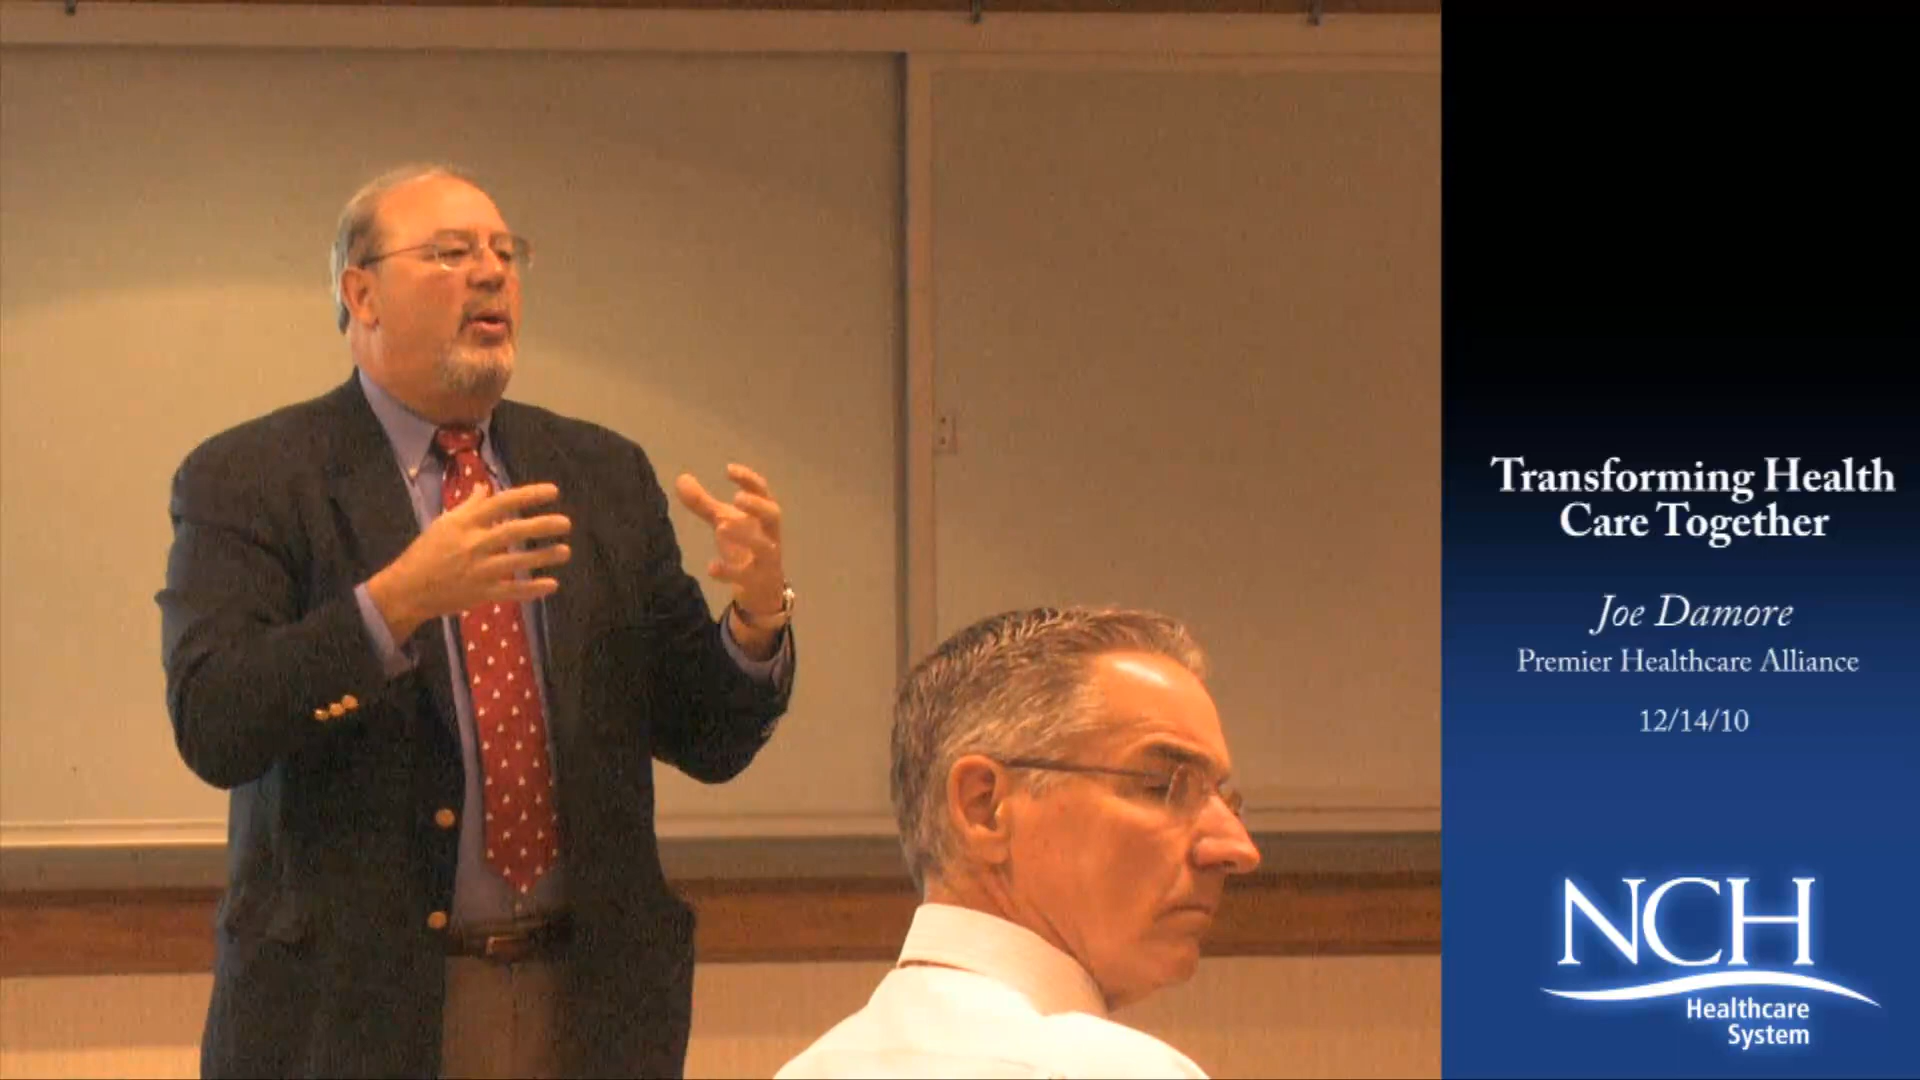 Transforming Health
Care Together
Joe Damore
Premier Healthcare Alliance
12/14/10
NCH
Healthcare
System